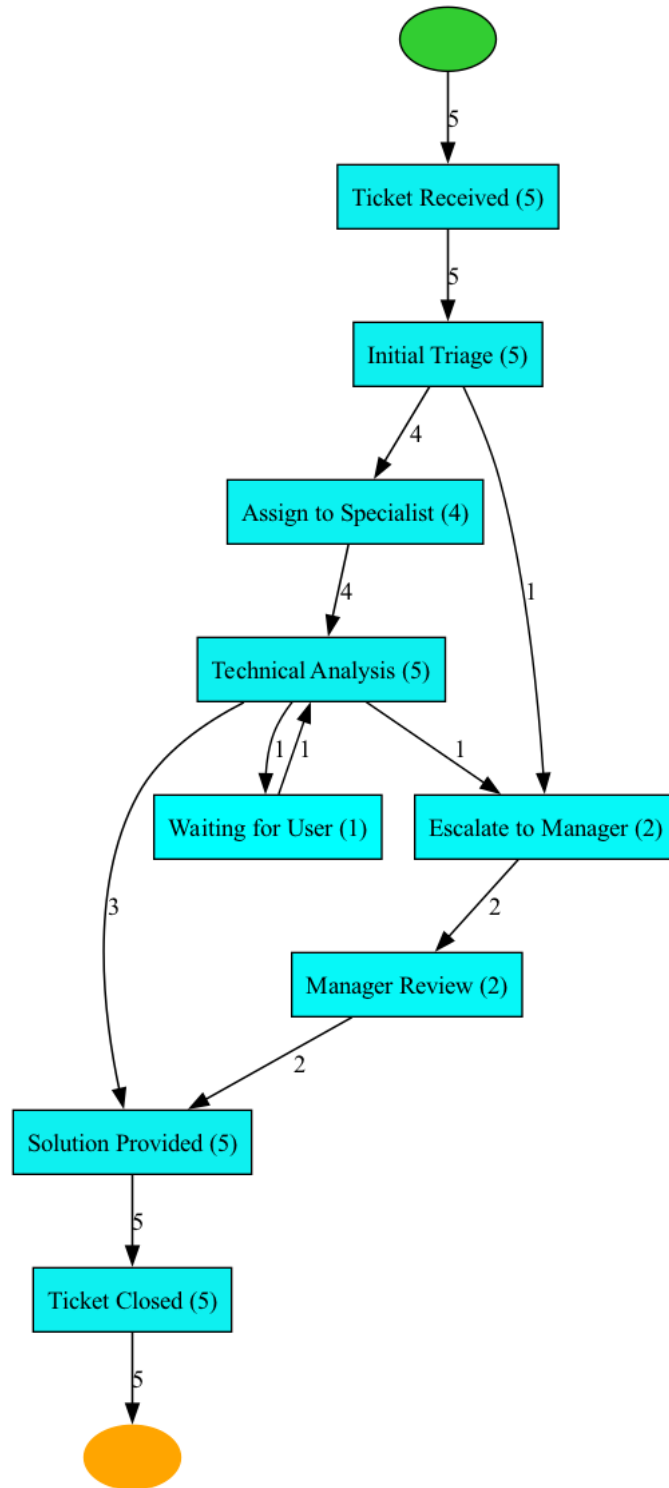 5
Ticket Received (5)
5
Initial Triage (5)
4
Assign to Specialist (4)
1
4
Technical Analysis (5)
1
1
1
Waiting for User (1)
Escalate to Manager (2)
3
2
Manager Review (2)
2
Solution Provided (5)
5
Ticket Closed (5)
5